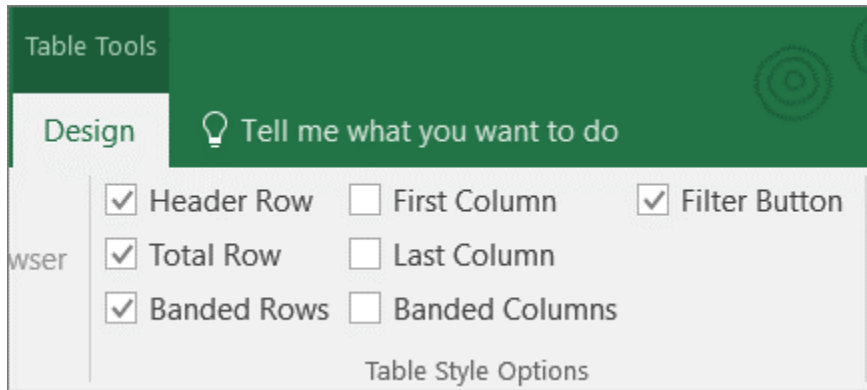 Table Tools
Design Tell me what you want to do
Header Row First Column Filter Button
wser Total Row Last Column
Banded Rows Banded Columns
Table Style Options